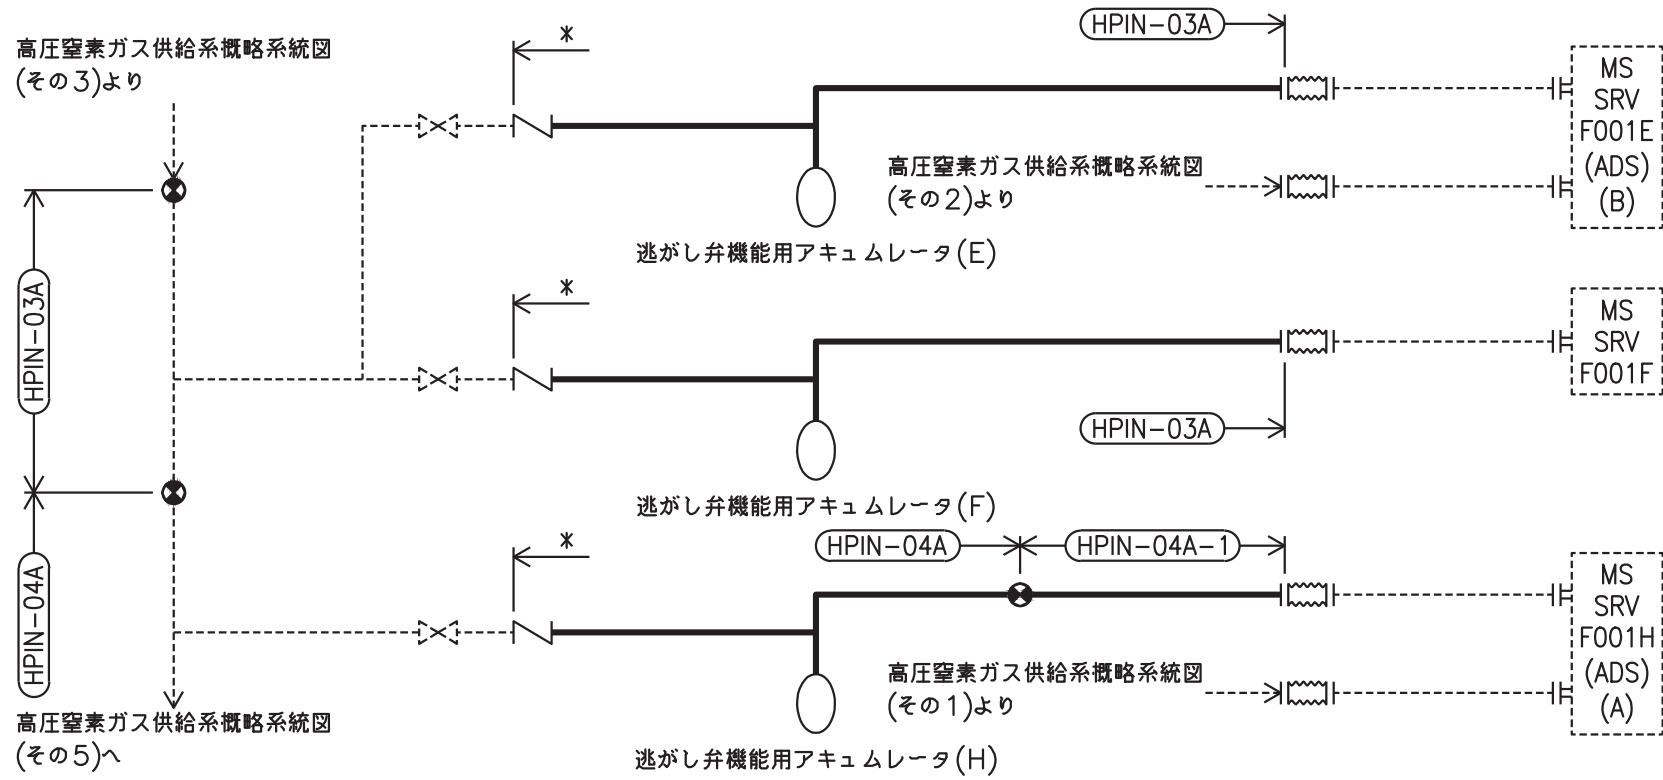 HPIN-03A
*
高圧窒素ガス供給系概略系統図
(その3)より
MS
SRV
F001E
(ADS)
(B)
高圧窒素ガス供給系概略系統図
(その2)より
逃がし弁機能用アキュムレータ(E)
HPIN-03A
*
MS
SRV
F001F
HPIN-03A
逃がし弁機能用アキュムレータ(F)
*
HPIN-04A
HPIN-04A-1
HPIN-04A
MS
SRV
F001H
(ADS)
(A)
高圧窒素ガス供給系概略系統図
(その1)より
高圧窒素ガス供給系概略系統図
(その5)へ
逃がし弁機能用アキュムレータ(H)